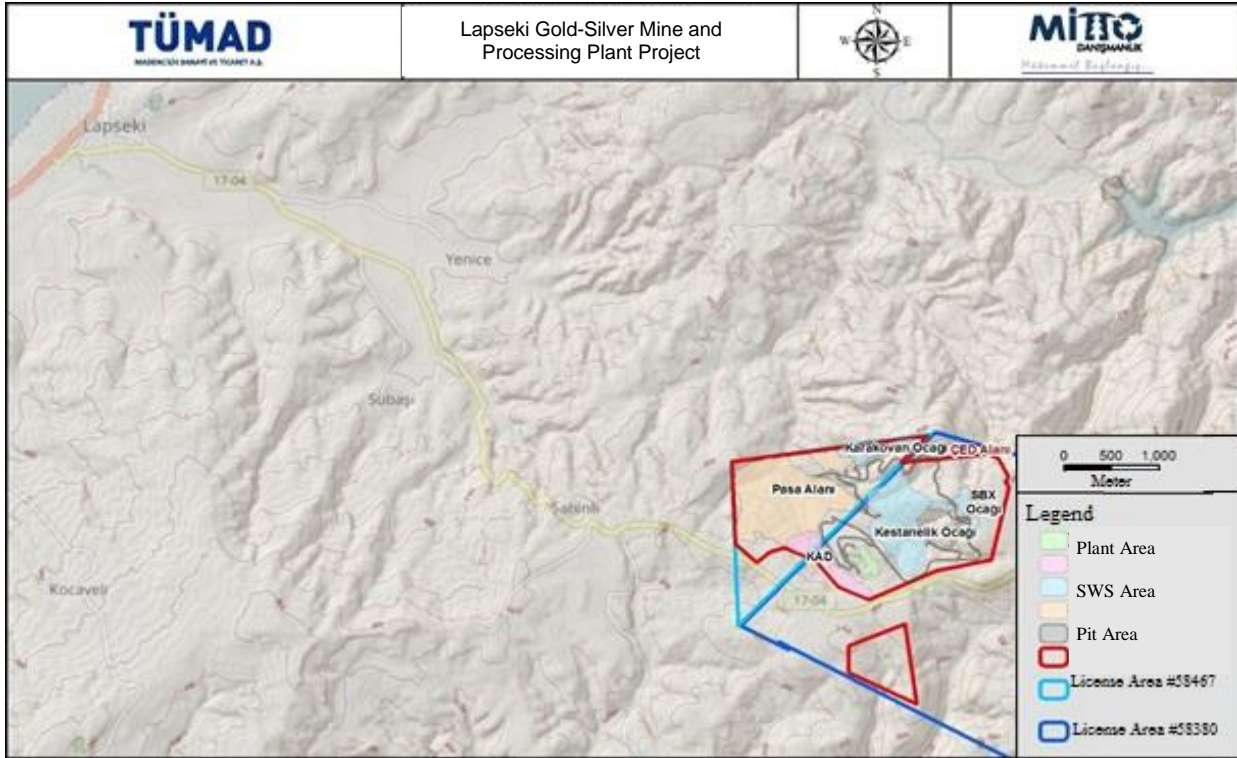 TÜMAD
MADENCİLİK SANAYİ VE TİCARET A.Ş.
Lapseki Gold-Silver Mine and
Processing Plant Project
N
W
E
S
MİTTO
DANIŞMANLIK
Mükemmel Başlangıç...
Lapseki
17-04
Yenice
Subaşı
Şahinli
Kocaveli
Karakovan Ocağı
ÇED Alanı
Pasa Alanı
SBX
Ocağı
Kestanelik Ocağı
KAD
17-04
0 500 1.000
Meter
Legend
Plant Area
SWS Area
Pit Area
License Area #58467
License Area #58380